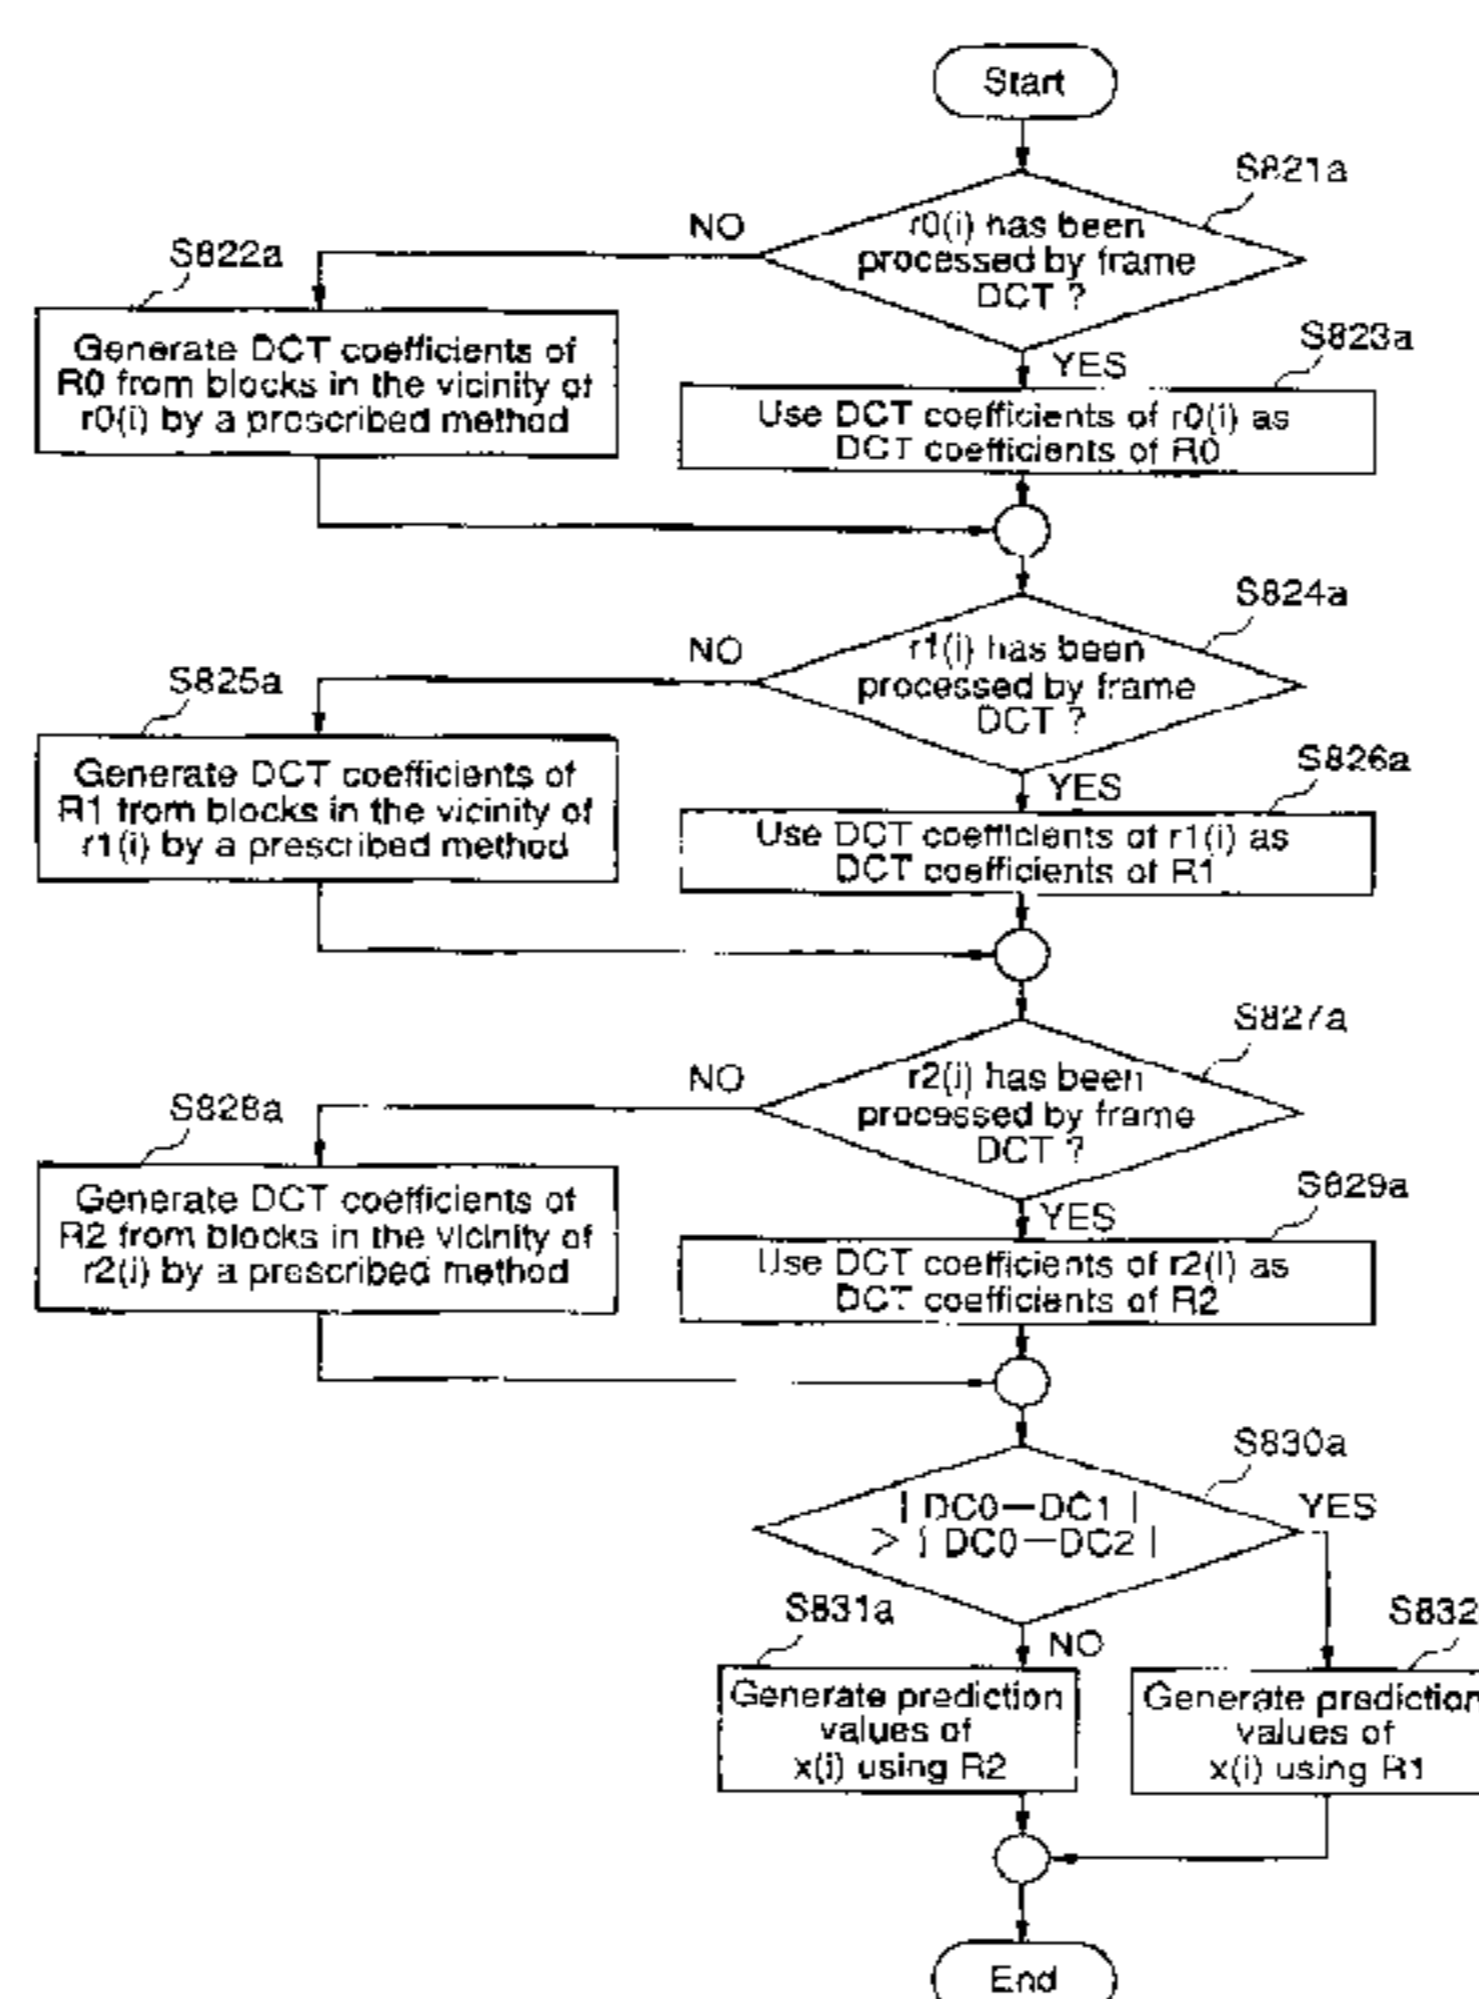 Start
S821a
r0(i) has been
processed by frame
DCT ?
NO
YES
S822a
Generate DCT coefficients of
R0 from blocks in the vicinity of
r0(i) by a prescribed method
S823a
Use DCT coefficients of r0(i) as
DCT coefficients of R0
S824a
r1(i) has been
processed by frame
DCT ?
NO
YES
S825a
Generate DCT coefficients of
R1 from blocks in the vicinity of
r1(i) by a prescribed method
S826a
Use DCT coefficients of r1(i) as
DCT coefficients of R1
S827a
r2(i) has been
processed by frame
DCT ?
NO
YES
S828a
Generate DCT coefficients of
R2 from blocks in the vicinity of
r2(i) by a prescribed method
S829a
Use DCT coefficients of r2(i) as
DCT coefficients of R2
S830a
| DC0—DC1 |
> | DC0—DC2 |
YES
NO
S831a
Generate prediction
values of
x(i) using R2
S832
Generate prediction
values of
x(i) using R1
End